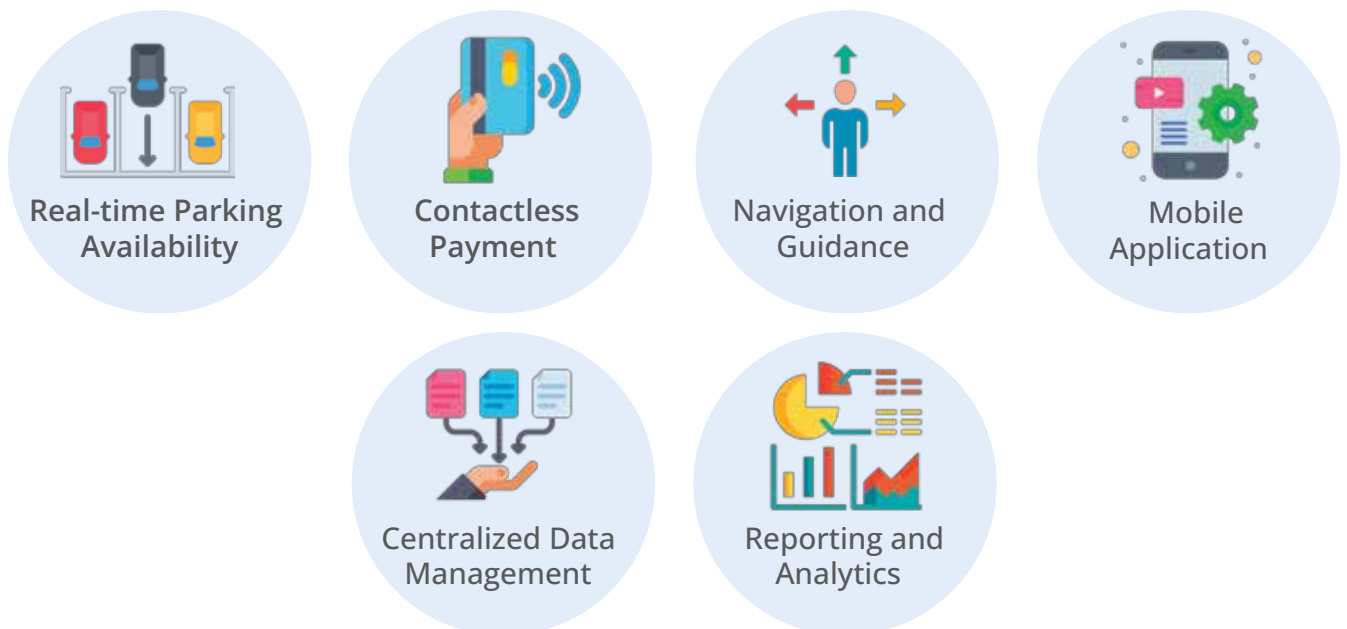 Real-time Parking
Availability
Contactless
Payment
Navigation and
Guidance
Mobile
Application
Centralized Data
Management
Reporting and
Analytics